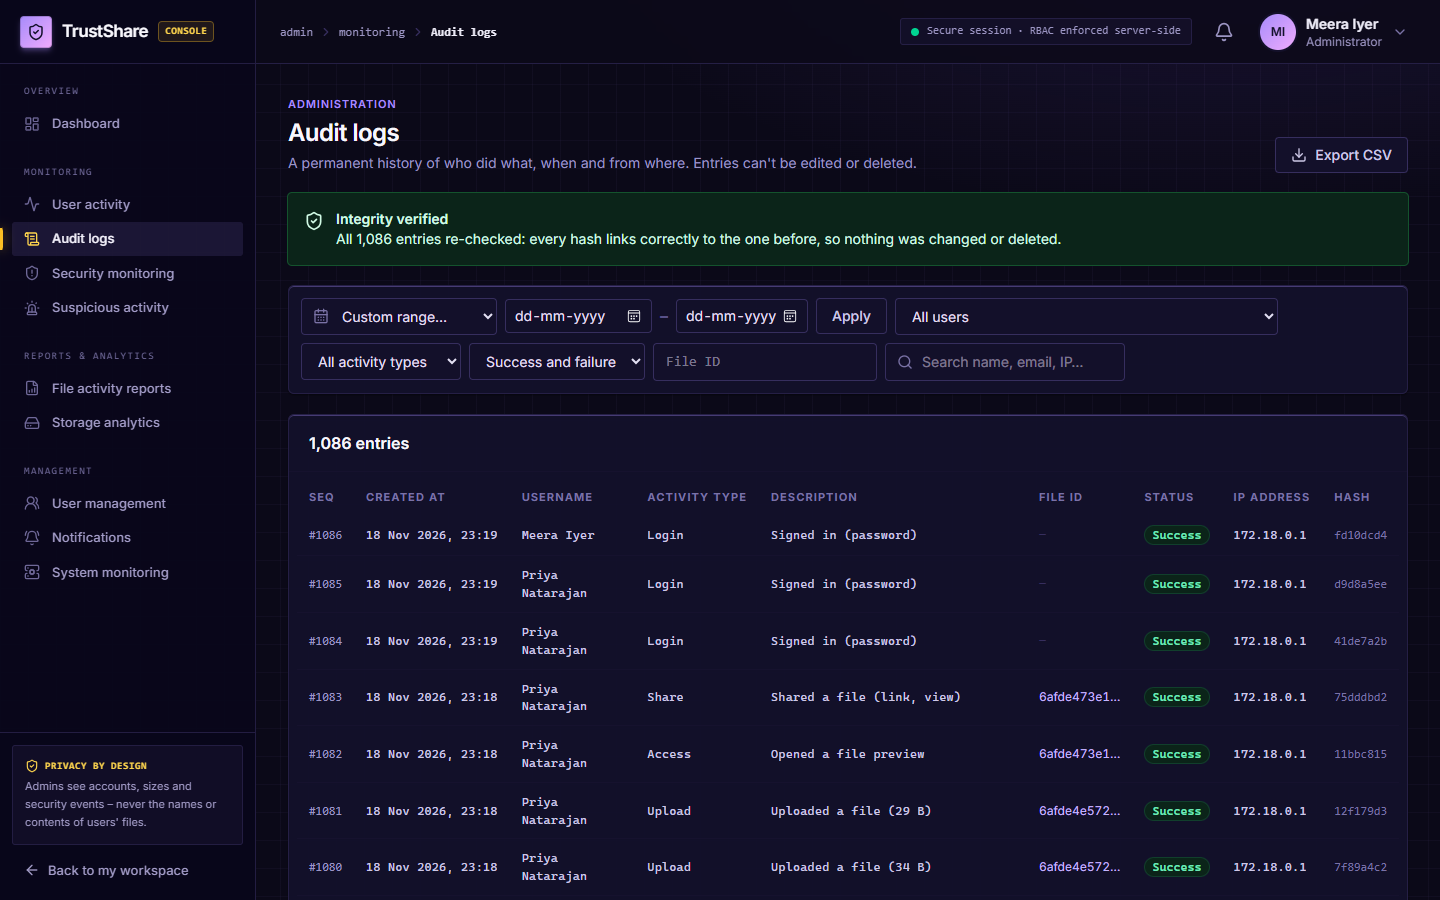 TrustShare CONSOLE
admin > monitoring > Audit logs
Secure session · RBAC enforced server-side
MI
Meera Iyer
Administrator
OVERVIEW
Dashboard
MONITORING
User activity
Audit logs
Security monitoring
Suspicious activity
REPORTS & ANALYTICS
File activity reports
Storage analytics
MANAGEMENT
User management
Notifications
System monitoring
PRIVACY BY DESIGN
Admins see accounts, sizes and
security events – never the names or
contents of users' files.
Back to my workspace
ADMINISTRATION
Audit logs
A permanent history of who did what, when and from where. Entries can't be edited or deleted.
Export CSV
Integrity verified
All 1,086 entries re-checked: every hash links correctly to the one before, so nothing was changed or deleted.
Custom range... dd-mm-yyyy – dd-mm-yyyy Apply All users
All activity types Success and failure File ID Search name, email, IP...
1,086 entries
SEQ CREATED AT USERNAME ACTIVITY TYPE DESCRIPTION FILE ID STATUS IP ADDRESS HASH
#1086 18 Nov 2026, 23:19 Meera Iyer Login Signed in (password) – Success 172.18.0.1 fd10dcd4
#1085 18 Nov 2026, 23:19 Priya Natarajan Login Signed in (password) – Success 172.18.0.1 d9d8a5ee
#1084 18 Nov 2026, 23:19 Priya Natarajan Login Signed in (password) – Success 172.18.0.1 41de7a2b
#1083 18 Nov 2026, 23:18 Priya Natarajan Share Shared a file (link, view) 6afde473e1... Success 172.18.0.1 75dddbd2
#1082 18 Nov 2026, 23:18 Priya Natarajan Access Opened a file preview 6afde473e1... Success 172.18.0.1 11bbc815
#1081 18 Nov 2026, 23:18 Priya Natarajan Upload Uploaded a file (29 B) 6afde4e572... Success 172.18.0.1 12f179d3
#1080 18 Nov 2026, 23:18 Priya Natarajan Upload Uploaded a file (34 B) 6afde4e572... Success 172.18.0.1 7f89a4c2